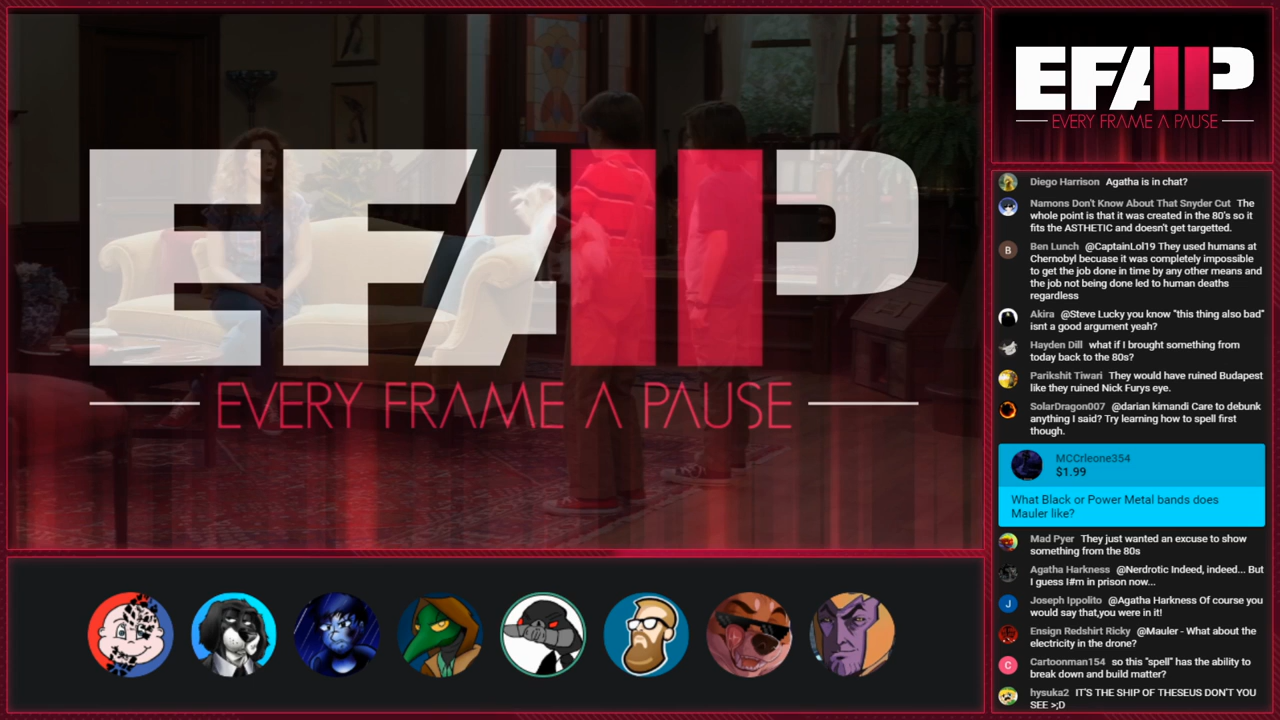 EFAP
EVERY FRAME A PAUSE
EFAP
EVERY FRAME A PAUSE
Diego Harrison Agatha is in chat?
Namons Don't Know About That Snyder Cut The
whole point is that it was created in the 80's so it
fits the ASTHETIC and doesn't get targetted.
B
Ben Lunch @CaptainLol19 They used humans at
Chernobyl becuase it was completely impossible
to get the job done in time by any other means and
the job not being done led to human deaths
regardless
Akira @Steve Lucky you know "this thing also bad"
isnt a good argument yeah?
Hayden Dill what if I brought something from
today back to the 80s?
Parikshit Tiwari They would have ruined Budapest
like they ruined Nick Furys eye.
SolarDragon007 @darian kimandi Care to debunk
anything I said? Try learning how to spell first
though.
MCCrleone354
$1.99
What Black or Power Metal bands does
Mauler like?
Mad Pyer They just wanted an excuse to show
something from the 80s
Agatha Harkness @Nerdrotic Indeed, indeed... But
I guess I#m in prison now...
J
Joseph Ippolito @Agatha Harkness Of course you
would say that,you were in it!
Ensign Redshirt Ricky @Mauler - What about the
electricity in the drone?
C
Cartoonman154 so this "spell" has the ability to
break down and build matter?
hysuka2 IT'S THE SHIP OF THESEUS DON'T YOU
SEE >;D